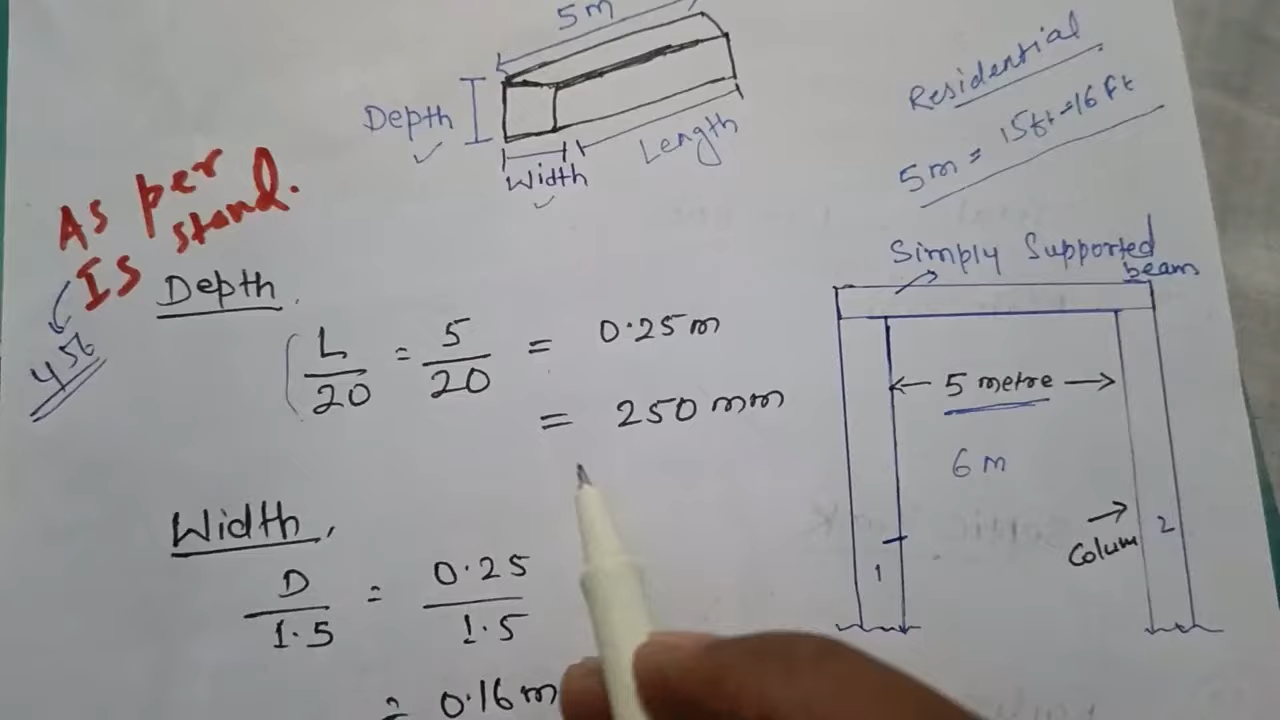 5m
Depth
Width
Length
Residential
5m = 15ft-16 ft
As per
IS stand.
456
Simply Supported
beam
Depth.
L/20 = 5/20 = 0.25m
= 250 mm
5 metre
6 m
Width,
D/1.5 = 0.25/1.5
= 0.16m
1
Colum
2